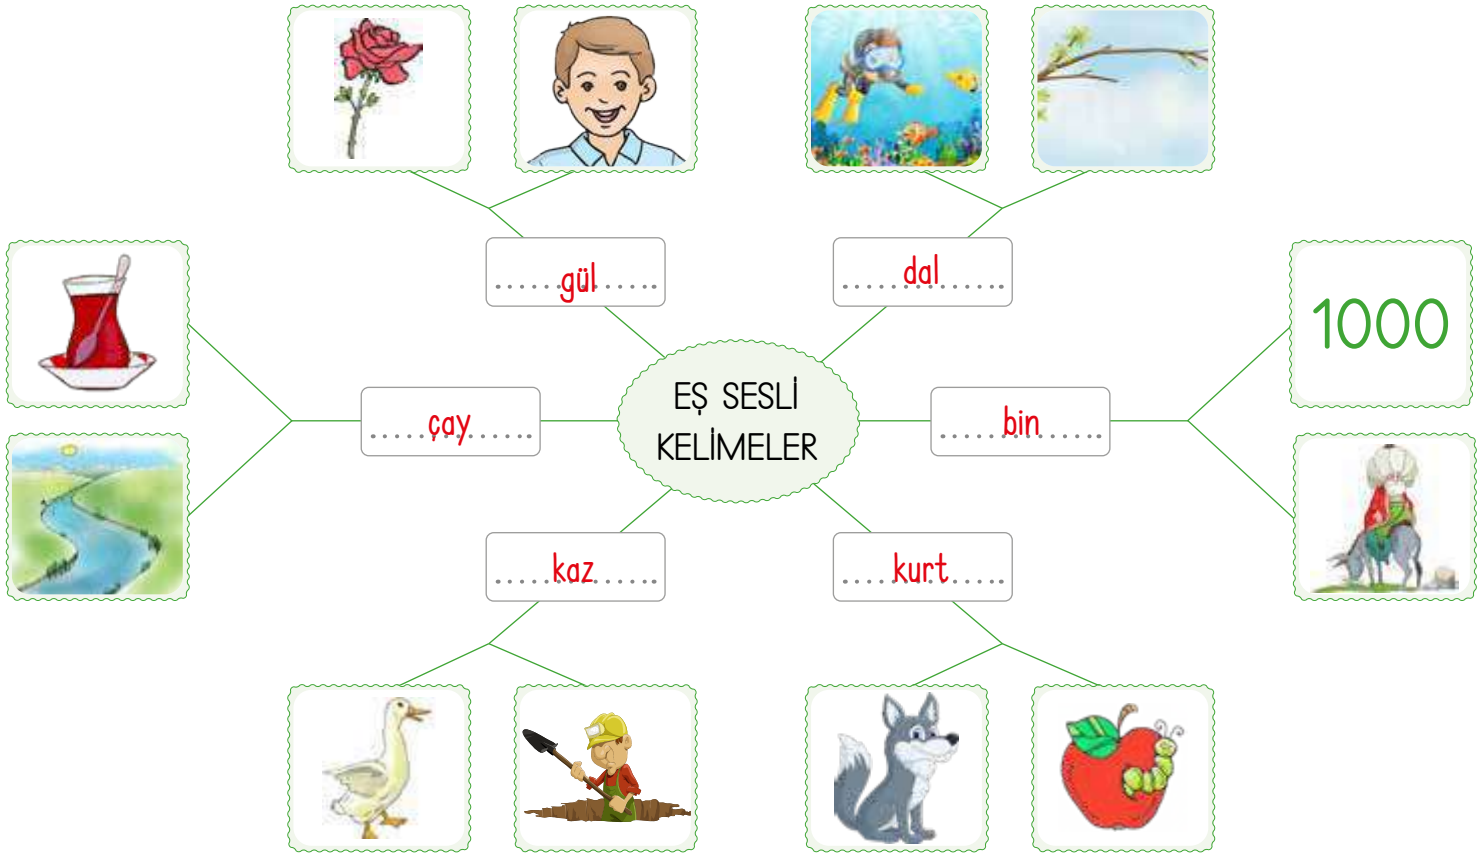 gül
dal
1000
EŞ SESLİ
KELİMELER
çay
bin
kaz
kurt